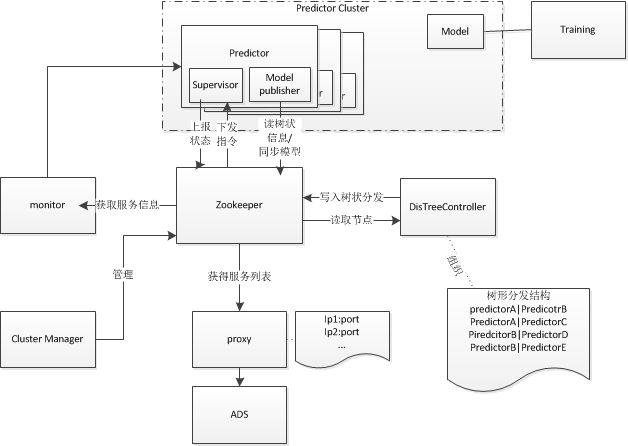 Predictor Cluster
Predictor
Supervisor
Model
publisher
r
r
Model
Training
上报
状态
下发
指令
读树状
信息/
同步模型
monitor
获取服务信息
Zookeeper
写入树状分发
读取节点
DisTreeController
管理
获得服务列表
组织
树形分发结构
predictorA|PredicotrB
PredictorA|PredictorC
PiredcitorB|PredictorD
PredictorB|PredictorE
Cluster Manager
proxy
Ip1:port
Ip2:port
...
ADS